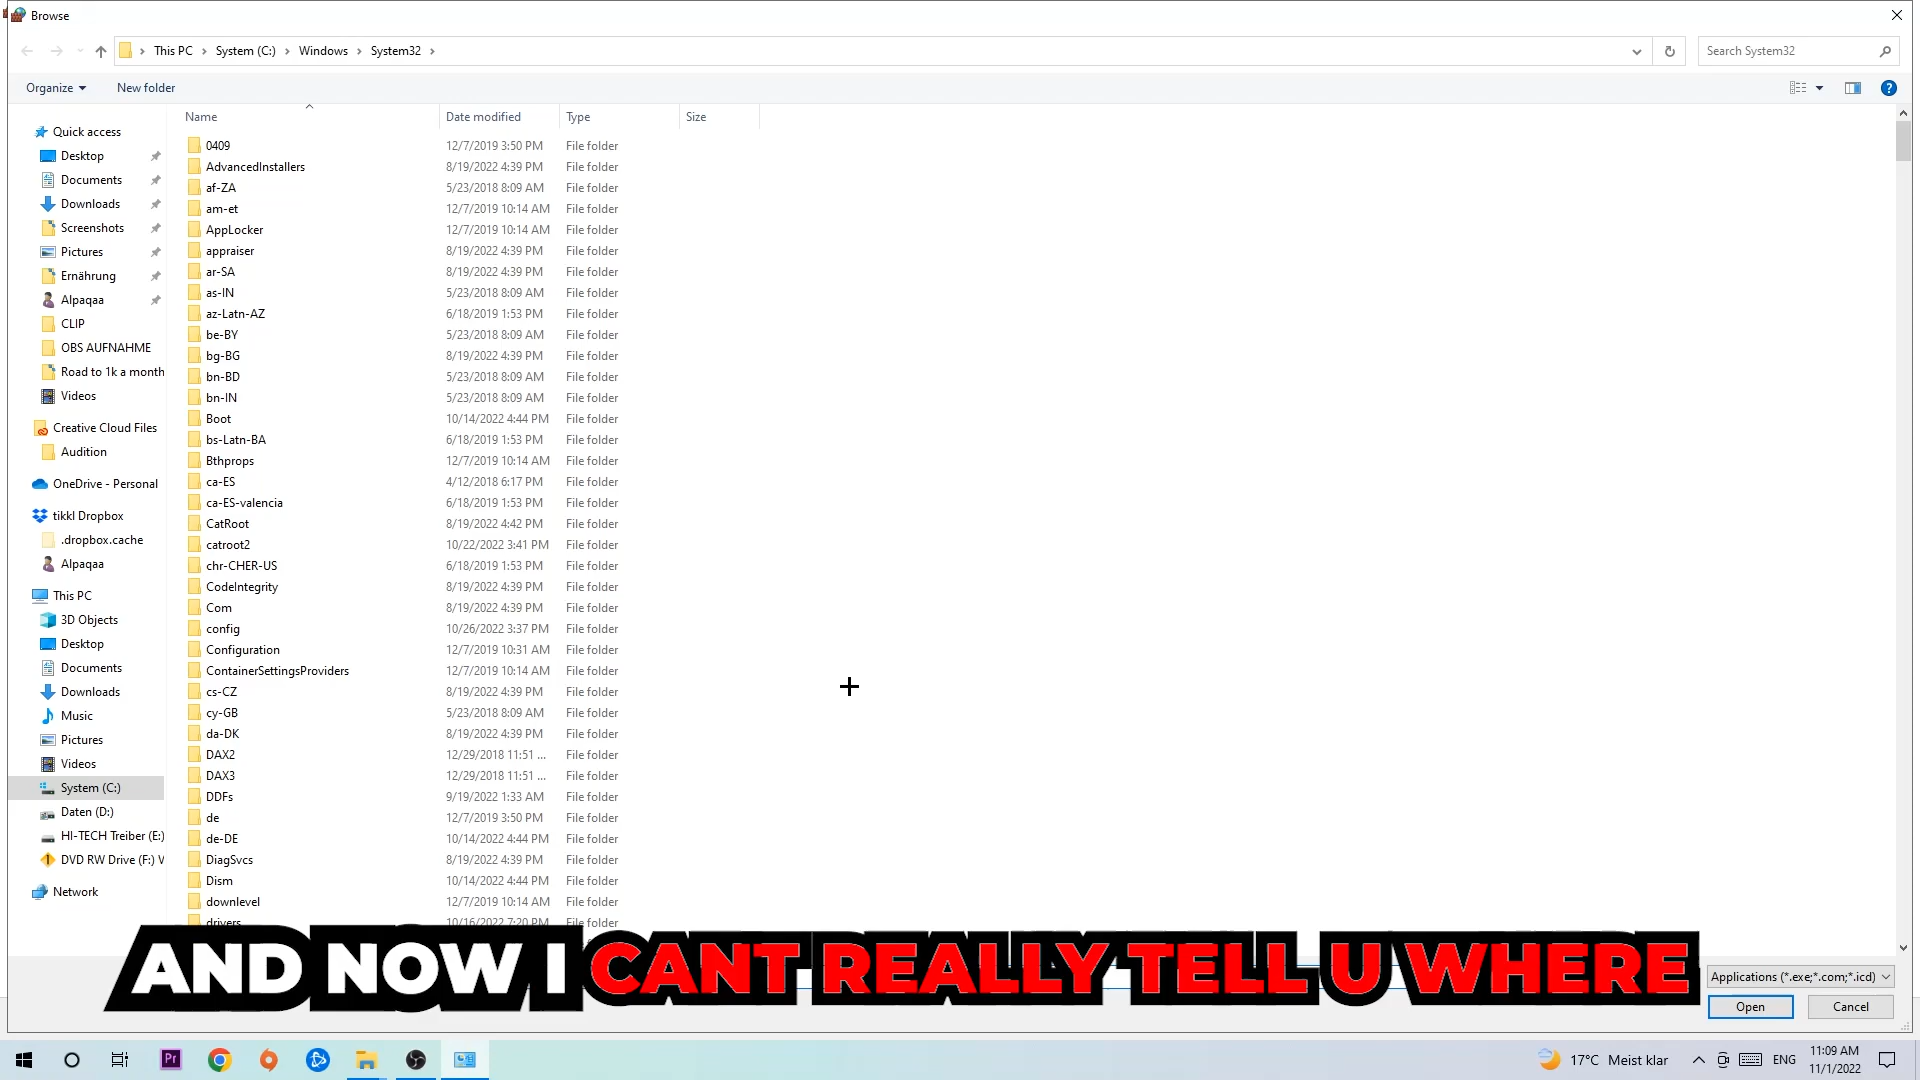 Browse
This PC > System (C:) > Windows > System32 >
Search System32
Organize
New folder
Name
Date modified
Type
Size
Quick access
Desktop
Documents
Downloads
Screenshots
Pictures
Ernährung
Alpaqaa
CLIP
OBS AUFNAHME
Road to 1k a month
Videos
Creative Cloud Files
Audition
OneDrive - Personal
tikkl Dropbox
.dropbox.cache
Alpaqaa
This PC
3D Objects
Desktop
Documents
Downloads
Music
Pictures
Videos
System (C:)
Daten (D:)
HI-TECH Treiber (E:)
DVD RW Drive (F:) V
Network
0409 12/7/2019 3:50 PM File folder
AdvancedInstallers 8/19/2022 4:39 PM File folder
af-ZA 5/23/2018 8:09 AM File folder
am-et 12/7/2019 10:14 AM File folder
AppLocker 12/7/2019 10:14 AM File folder
appraiser 8/19/2022 4:39 PM File folder
ar-SA 8/19/2022 4:39 PM File folder
as-IN 5/23/2018 8:09 AM File folder
az-Latn-AZ 6/18/2019 1:53 PM File folder
be-BY 5/23/2018 8:09 AM File folder
bg-BG 8/19/2022 4:39 PM File folder
bn-BD 5/23/2018 8:09 AM File folder
bn-IN 5/23/2018 8:09 AM File folder
Boot 10/14/2022 4:44 PM File folder
bs-Latn-BA 6/18/2019 1:53 PM File folder
Bthprops 12/7/2019 10:14 AM File folder
ca-ES 4/12/2018 6:17 PM File folder
ca-ES-valencia 6/18/2019 1:53 PM File folder
CatRoot 8/19/2022 4:42 PM File folder
catroot2 10/22/2022 3:41 PM File folder
chr-CHER-US 6/18/2019 1:53 PM File folder
CodeIntegrity 8/19/2022 4:39 PM File folder
Com 8/19/2022 4:39 PM File folder
config 10/26/2022 3:37 PM File folder
Configuration 12/7/2019 10:31 AM File folder
ContainerSettingsProviders 12/7/2019 10:14 AM File folder
cs-CZ 8/19/2022 4:39 PM File folder
cy-GB 5/23/2018 8:09 AM File folder
da-DK 8/19/2022 4:39 PM File folder
DAX2 12/29/2018 11:51 ... File folder
DAX3 12/29/2018 11:51 ... File folder
DDFs 9/19/2022 1:33 AM File folder
de 12/7/2019 3:50 PM File folder
de-DE 10/14/2022 4:44 PM File folder
DiagSvcs 8/19/2022 4:39 PM File folder
Dism 10/14/2022 4:44 PM File folder
downlevel 12/7/2019 10:14 AM File folder
drivers 10/16/2022 7:20 PM File folder
AND NOW I CANT REALLY TELL U WHERE
Applications (*.exe;*.com;*.icd)
Open
Cancel
Pr
17°C Meist klar
ENG
11:09 AM
11/1/2022